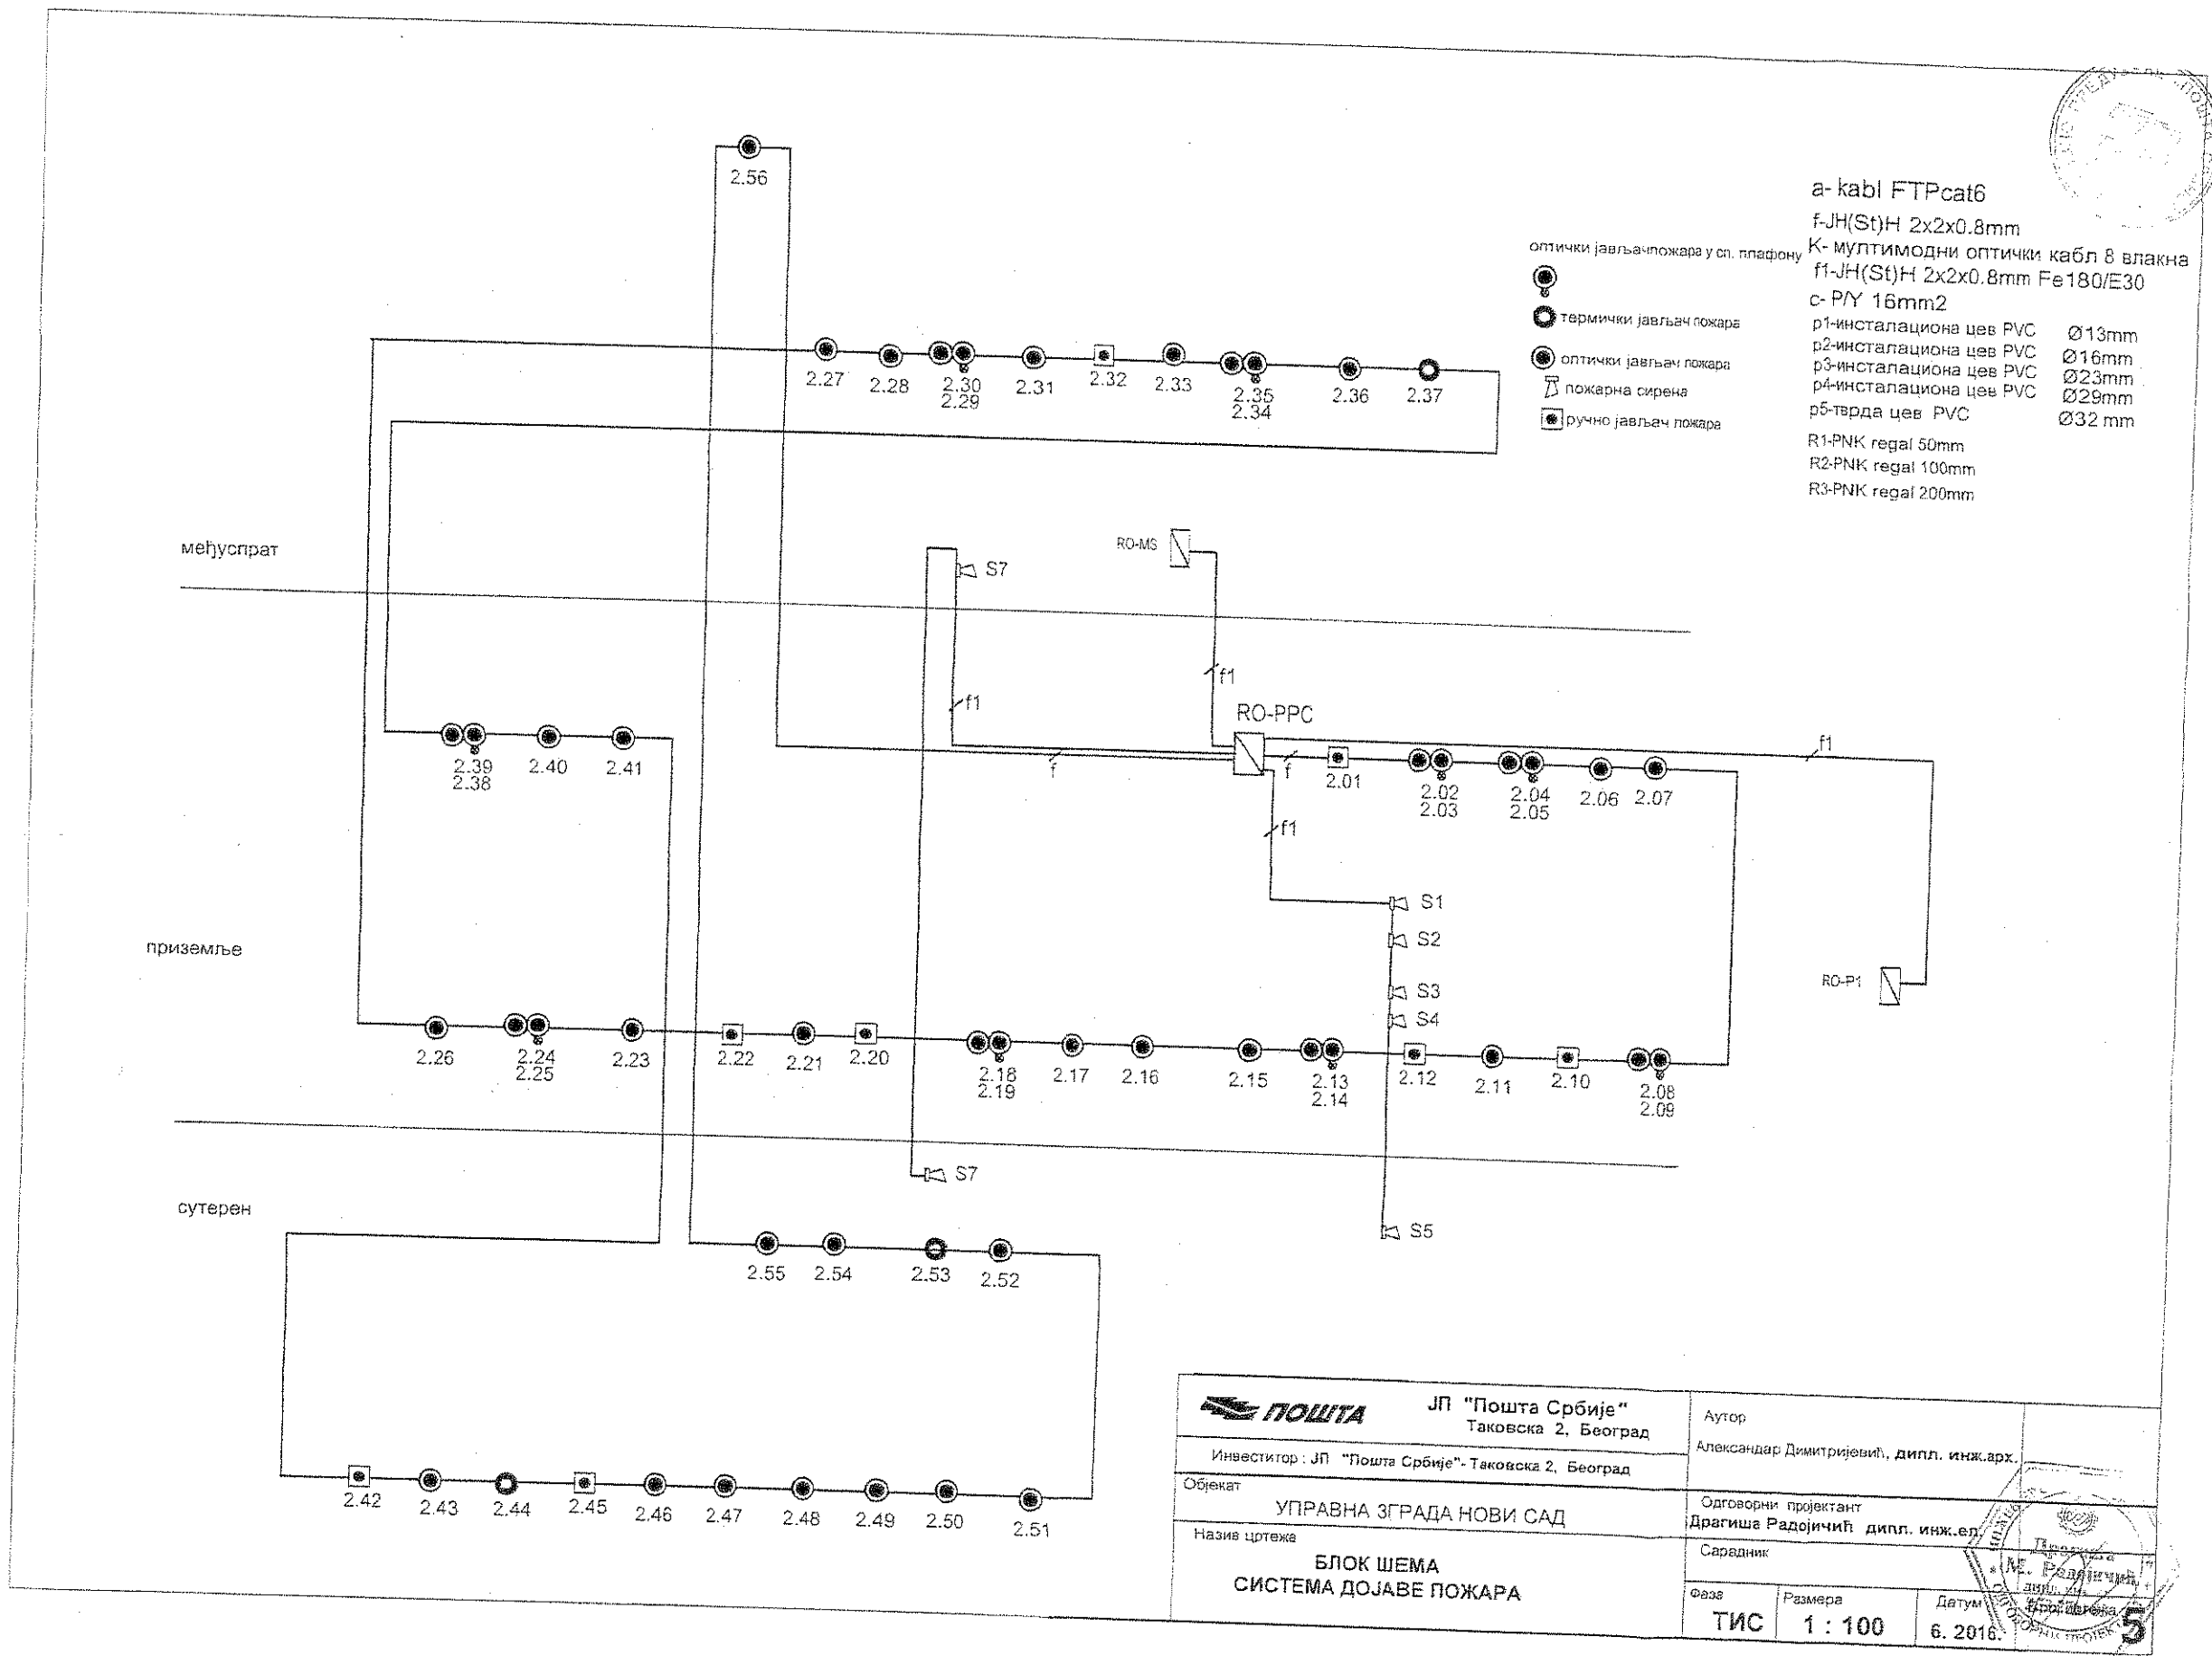 2.56
a- kabl FTPcat6
f-JH(St)H 2x2x0.8mm
K- мултимодни оптички кабл 8 влакна
f1-JH(St)H 2x2x0.8mm Fe180/E30
c- P/Y 16mm2
p1-инсталациона цев PVC Ø13mm
p2-инсталациона цев PVC Ø16mm
p3-инсталациона цев PVC Ø23mm
p4-инсталациона цев PVC Ø29mm
p5-тврда цев PVC Ø32 mm
R1-PNK regal 50mm
R2-PNK regal 100mm
R3-PNK regal 200mm
оптички јављачпожара у сп. плафону
термички јављач пожара
оптички јављач пожара
пожарна сирена
ручно јављач пожара
2.27 2.28 2.30 2.31 2.32 2.33 2.35 2.36 2.37
2.29 2.34
међуспрат
S7
RO-MS
f1
f1
RO-PPC
f
f
f1
2.39 2.40 2.41
2.38
2.01 2.02 2.04 2.06 2.07
2.03 2.05
f1
S1
S2
S3
S4
RO-P1
приземље
2.26 2.24 2.23 2.22 2.21 2.20 2.18 2.17 2.16 2.15 2.13 2.12 2.11 2.10 2.08
2.25 2.19 2.14 2.09
S7
сутерен
S5
2.55 2.54 2.53 2.52
2.42 2.43 2.44 2.45 2.46 2.47 2.48 2.49 2.50 2.51
ПОШТА
ЈП "Пошта Србије"
Таковска 2, Београд
Инвеститор : ЈП "Пошта Србије"- Таковска 2, Београд
Објекат
УПРАВНА ЗГРАДА НОВИ САД
Назив цртежа
БЛОК ШЕМА
СИСТЕМА ДОЈАВЕ ПОЖАРА
Аутор
Александар Димитријевић, дипл. инж.арх.
Одговорни пројектант
Драгиша Радојичић дипл. инж.ел.
Сарадник
Фаза
ТИС
Размера
1 : 100
Датум
6. 2016.
5
Драгиша
М. Радојичић